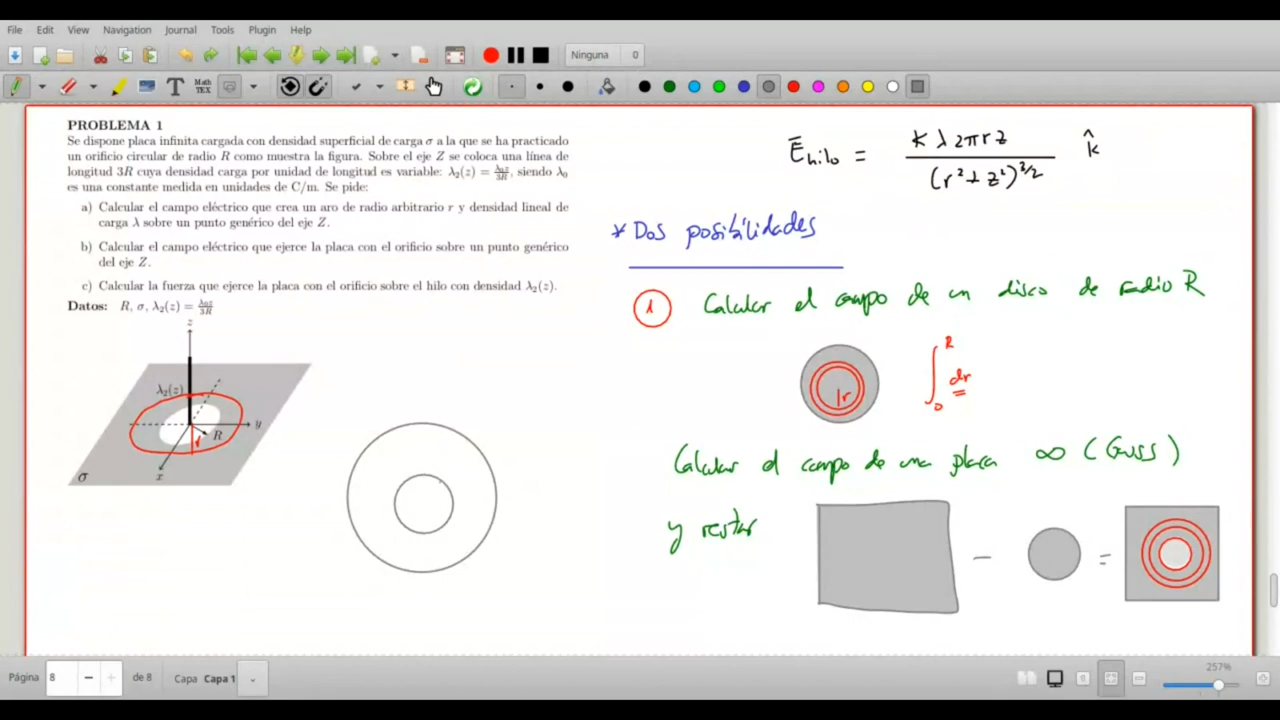 File Edit View Navigation Journal Tools Plugin Help
Ninguna 0
T Math TEX
PROBLEMA 1
Se dispone placa infinita cargada con densidad superficial de carga σ a la que se ha practicado
un orificio circular de radio R como muestra la figura. Sobre el eje Z se coloca una línea de
longitud 3R cuya densidad carga por unidad de longitud es variable: λ₂(z) = λ₀z/3R, siendo λ₀
es una constante medida en unidades de C/m. Se pide:
a) Calcular el campo eléctrico que crea un aro de radio arbitrario r y densidad lineal de
carga λ sobre un punto genérico del eje Z.
b) Calcular el campo eléctrico que ejerce la placa con el orificio sobre un punto genérico
del eje Z.
c) Calcular la fuerza que ejerce la placa con el orificio sobre el hilo con densidad λ₂(z).
Datos: R, σ, λ₂(z) = λ₀z/3R
z
λ₂(z)
y
R
r
x
σ
E hilo = K λ 2π r z / (r² + z²)^3/2 k̂
* Dos posibilidades
1 Calcular el campo de un disco de radio R
r
∫ 0 R dr
Calcular el campo de una placa ∞ (Guss)
y restar
− =
Página 8 − + de 8 Capa Capa 1
257%